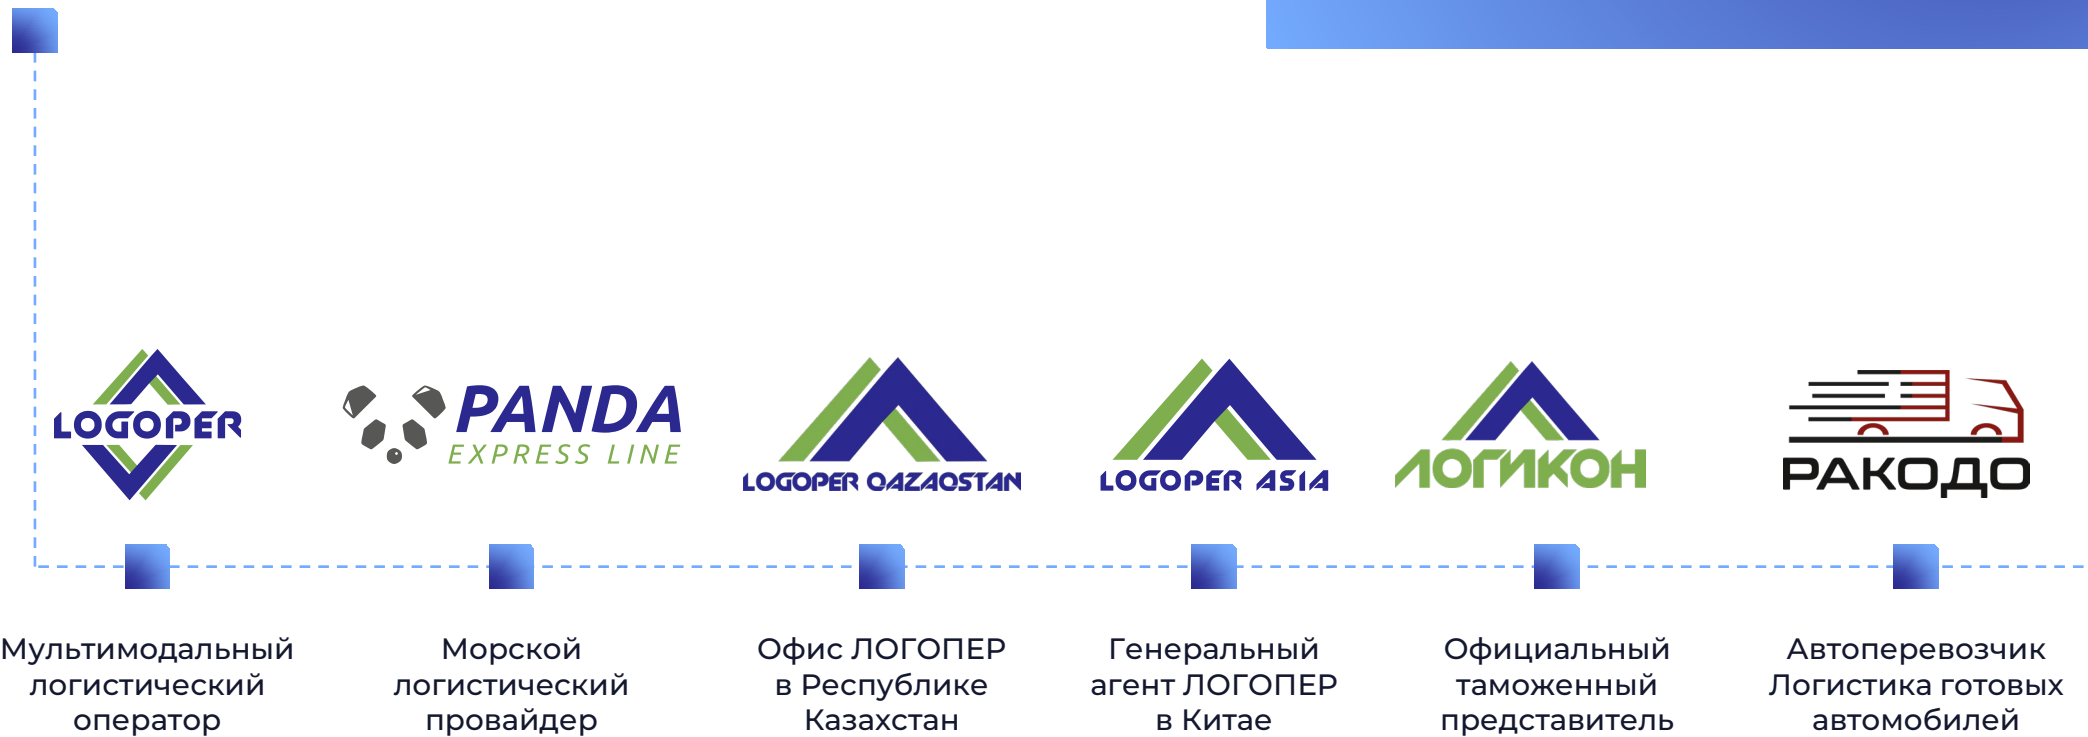 LOGOPER
PANDA
EXPRESS LINE
LOGOPER QAZAQSTAN
LOGOPER ASIA
ЛОГИКОН
РАКОДО
Мультимодальный
логистический
оператор
Морской
логистический
провайдер
Офис ЛОГОПЕР
в Республике
Казахстан
Генеральный
агент ЛОГОПЕР
в Китае
Официальный
таможенный
представитель
Автоперевозчик
Логистика готовых
автомобилей